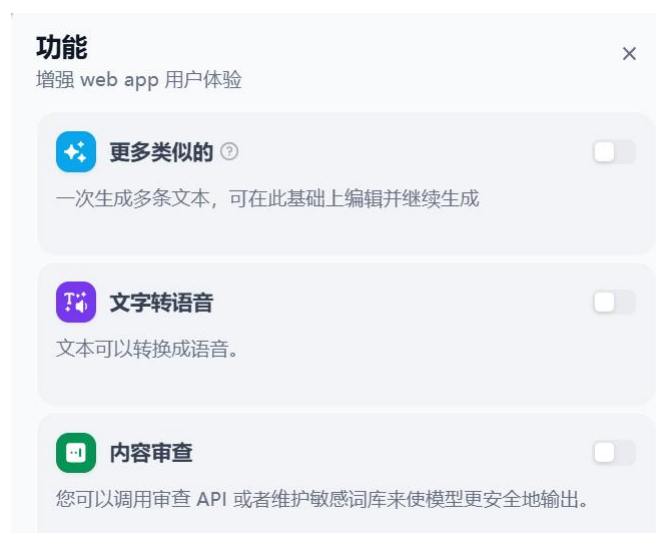 功能
增强 web app 用户体验
更多类似的
一次生成多条文本，可在此基础上编辑并继续生成
文字转语音
文本可以转换成语音。
内容审查
您可以调用审查 API 或者维护敏感词库来使模型更安全地输出。